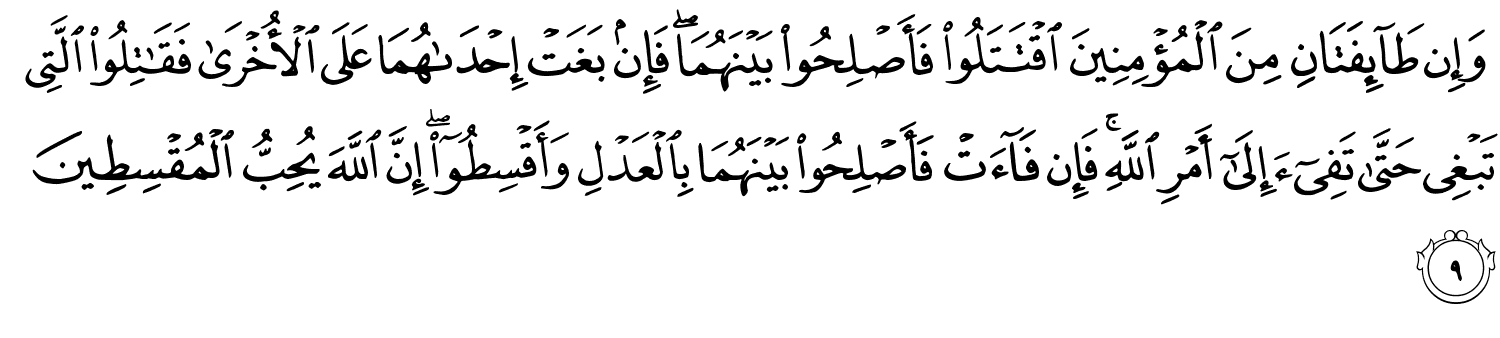 وَإِن طَآئِفَتَانِ مِنَ ٱلْمُؤْمِنِينَ ٱقْتَتَلُوا۟ فَأَصْلِحُوا۟ بَيْنَهُمَا ۖ فَإِنۢ بَغَتْ إِحْدَىٰهُمَا عَلَى ٱلْأُخْرَىٰ فَقَـٰتِلُوا۟ ٱلَّتِى
تَبْغِى حَتَّىٰ تَفِىٓءَ إِلَىٰٓ أَمْرِ ٱللَّهِ ۚ فَإِن فَآءَتْ فَأَصْلِحُوا۟ بَيْنَهُمَا بِٱلْعَدْلِ وَأَقْسِطُوٓا۟ ۖ إِنَّ ٱللَّهَ يُحِبُّ ٱلْمُقْسِطِينَ
٩